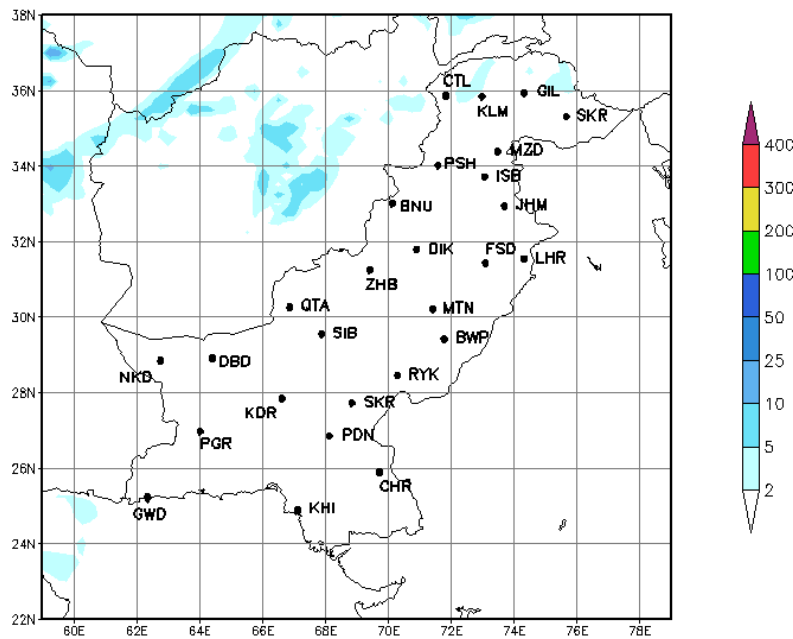 38N
36N
34N
32N
30N
28N
26N
24N
22N
60E 62E 64E 66E 68E 70E 72E 74E 76E 78E
CTL
KLM
GIL
SKR
MZD
PSH
ISB
BNU
JHM
DIK
FSD
LHR
ZHB
QTA
MTN
SIB
BWP
NKD
DBD
RYK
KDR
SKR
PGR
PDN
CHR
GWD
KHI
400
300
200
100
50
25
10
5
2